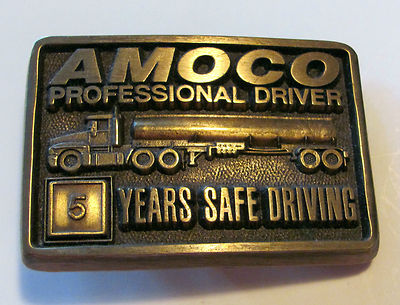 AMOCO
PROFESSIONAL DRIVER
5 YEARS SAFE DRIVING